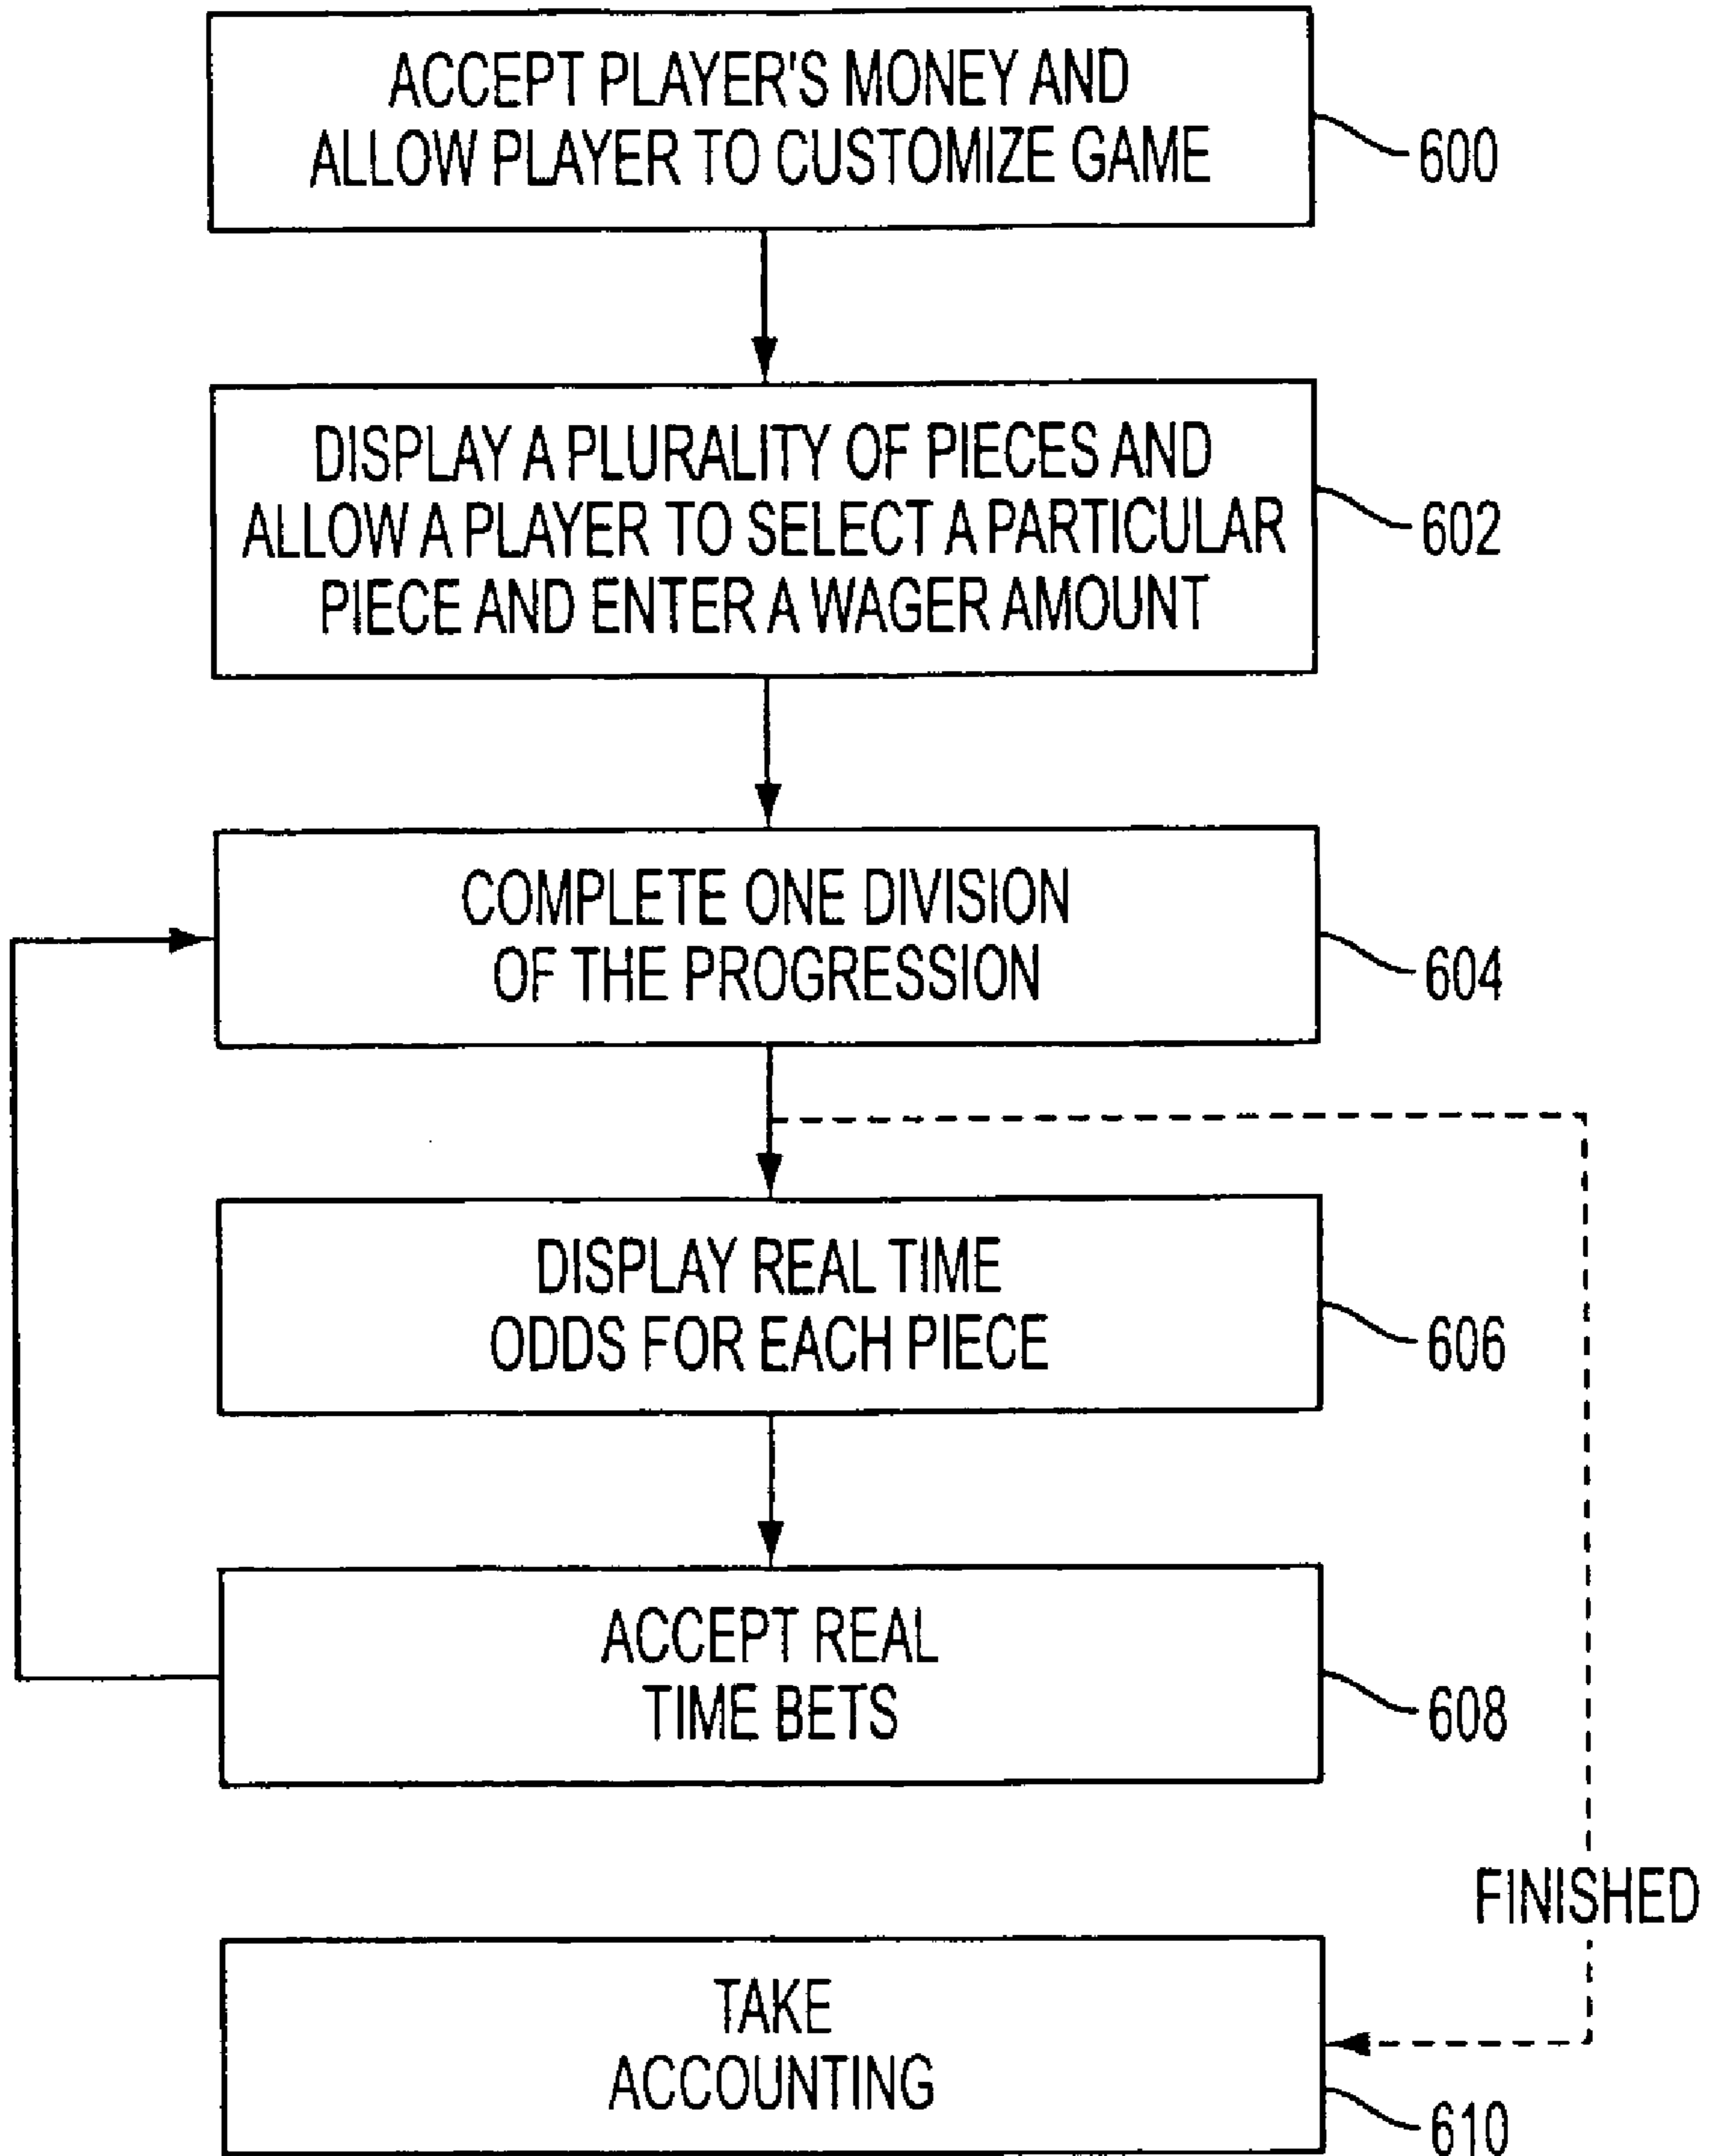 ACCEPT PLAYER'S MONEY AND
ALLOW PLAYER TO CUSTOMIZE GAME
600
DISPLAY A PLURALITY OF PIECES AND
ALLOW A PLAYER TO SELECT A PARTICULAR
PIECE AND ENTER A WAGER AMOUNT
602
COMPLETE ONE DIVISION
OF THE PROGRESSION
604
DISPLAY REAL TIME
ODDS FOR EACH PIECE
606
ACCEPT REAL
TIME BETS
608
FINISHED
TAKE
ACCOUNTING
610